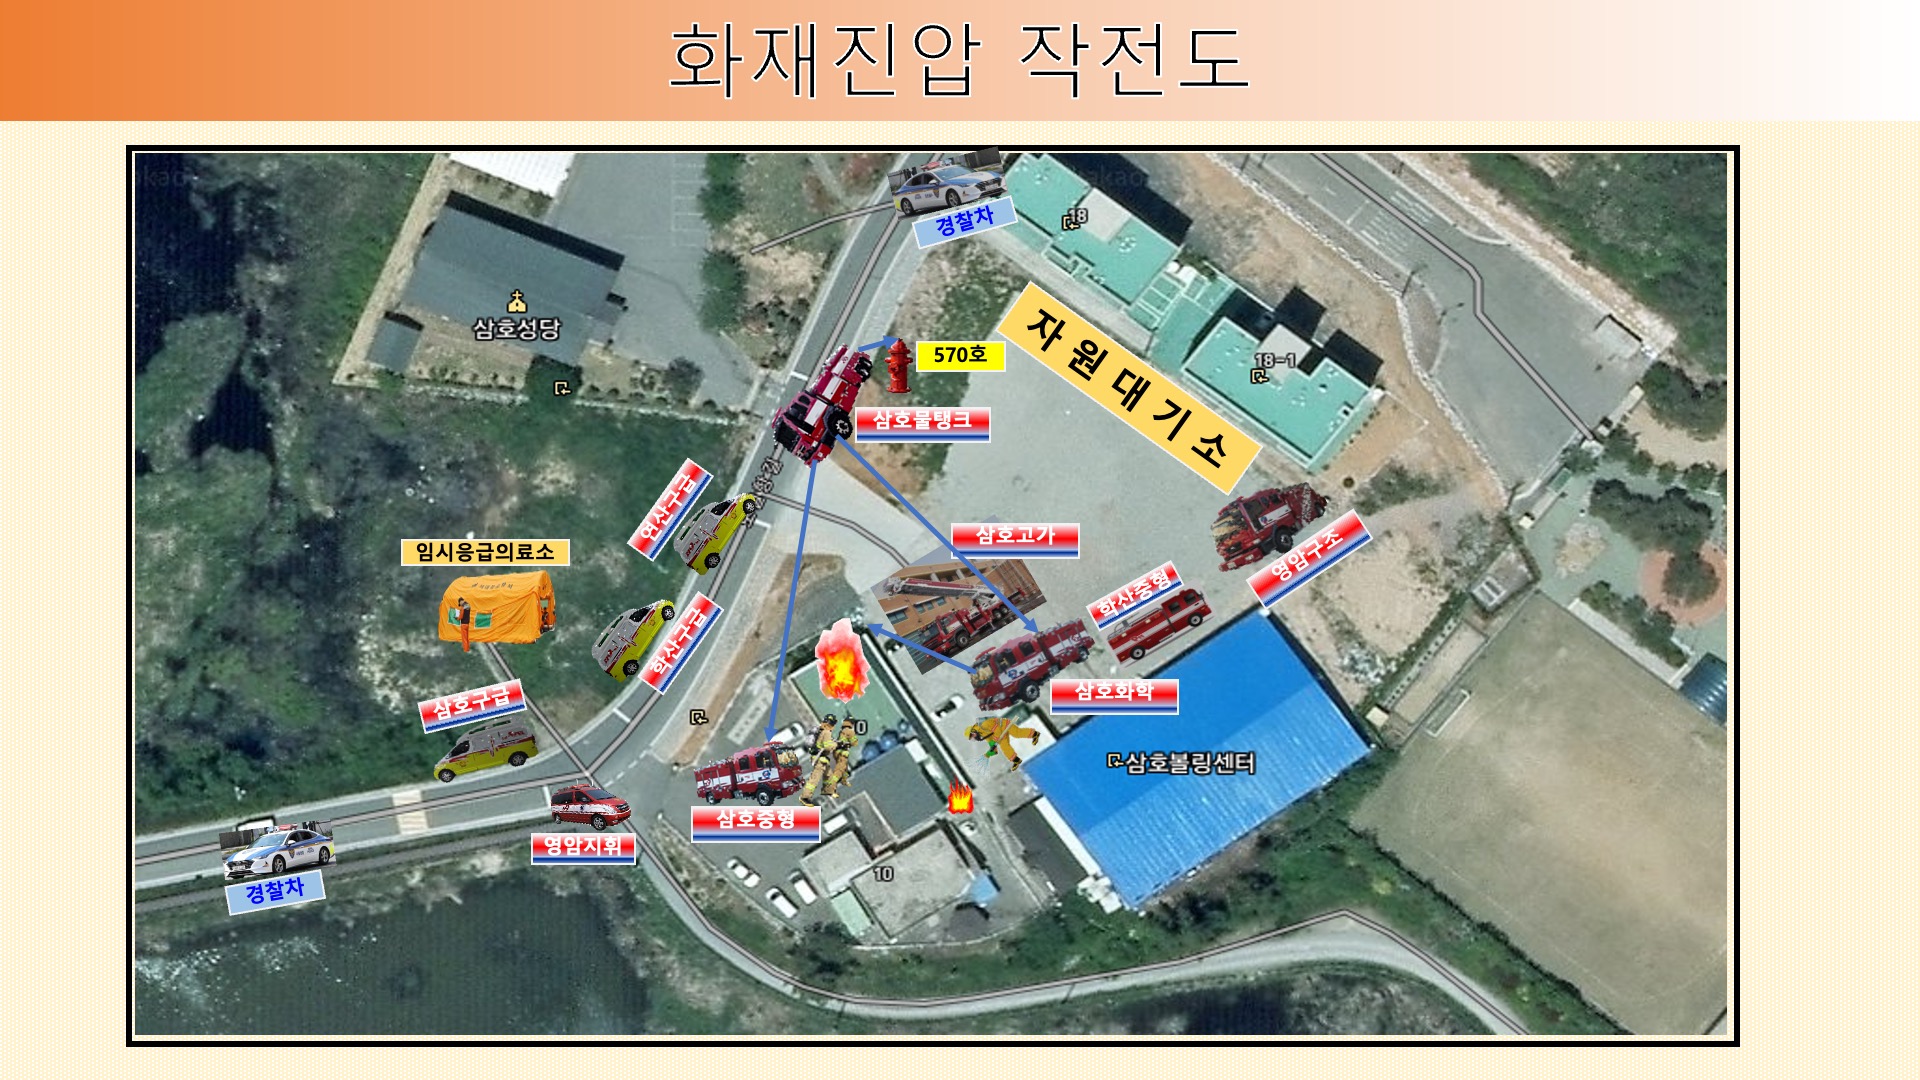 화재진압 작전도
경찰차
18
자원대기소
삼호성당
18-1
570호
삼호물탱크
연산구급
삼호고가
영암구조
임시응급의료소
학산중형
학산구급
삼호구급
삼호화학
0
삼호볼링센터
삼호중형
영암지휘
10
경찰차